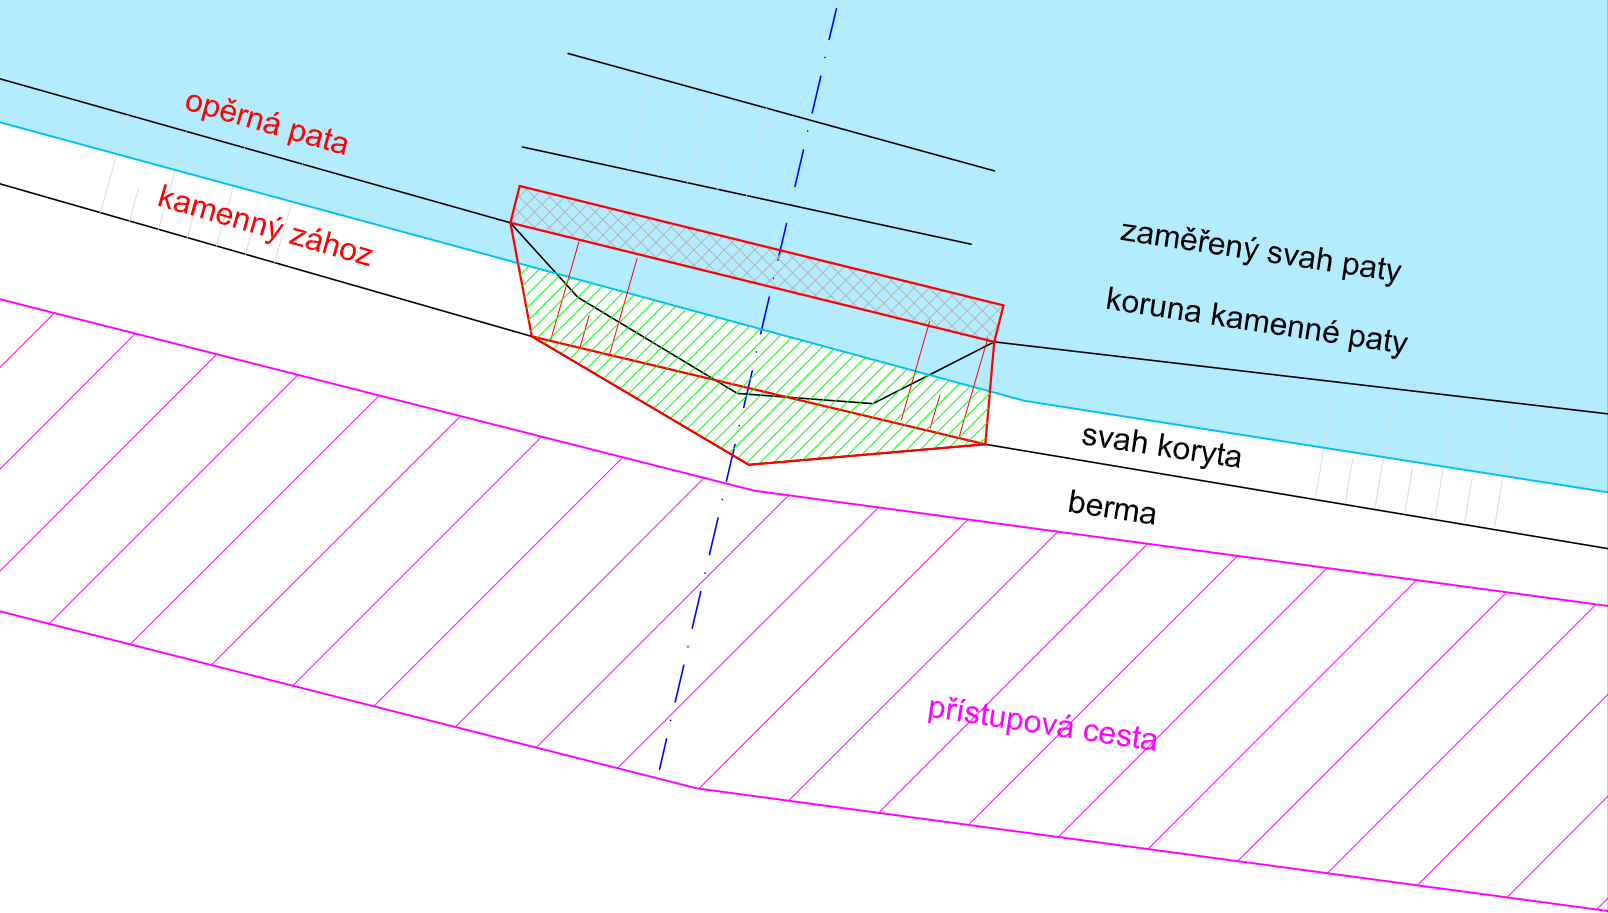 opěrná pata
kamenný zához
zaměřený svah paty
koruna kamenné paty
svah koryta
berma
přístupová cesta